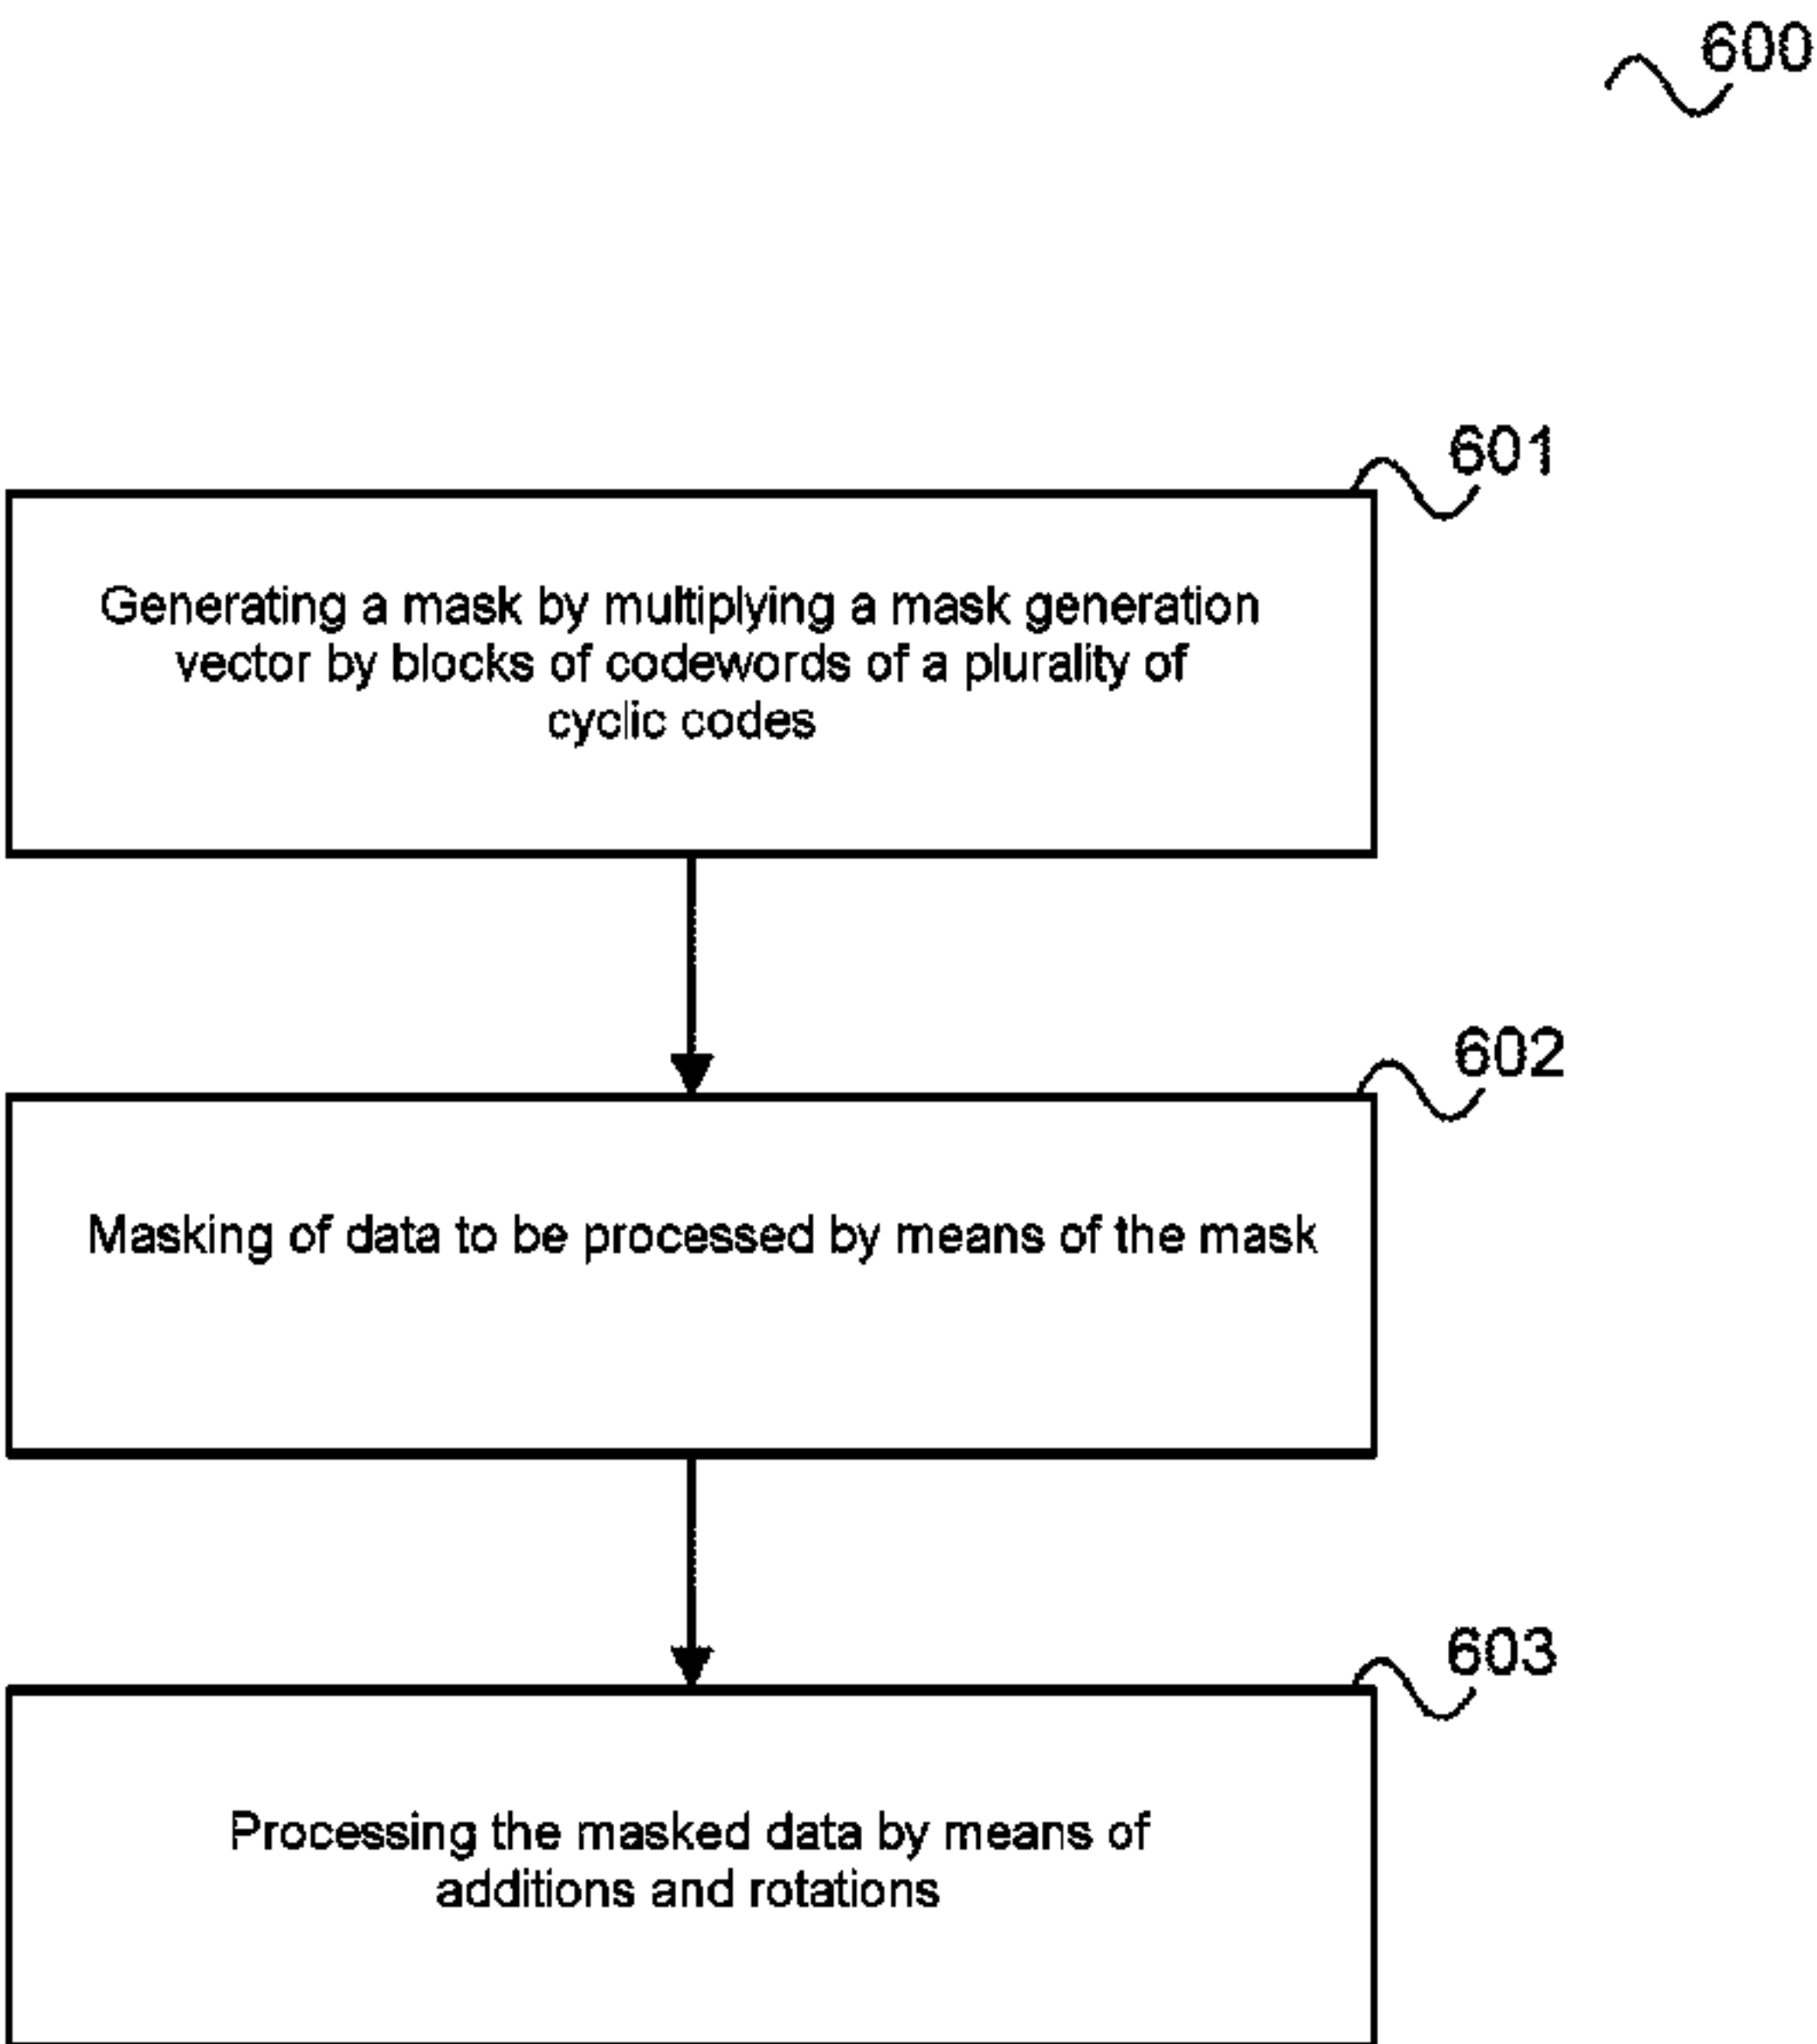 600
601
Generating a mask by multiplying a mask generation
vector by blocks of codewords of a plurality of
cyclic codes
602
Masking of data to be processed by means of the mask
603
Processing the masked data by means of
additions and rotations